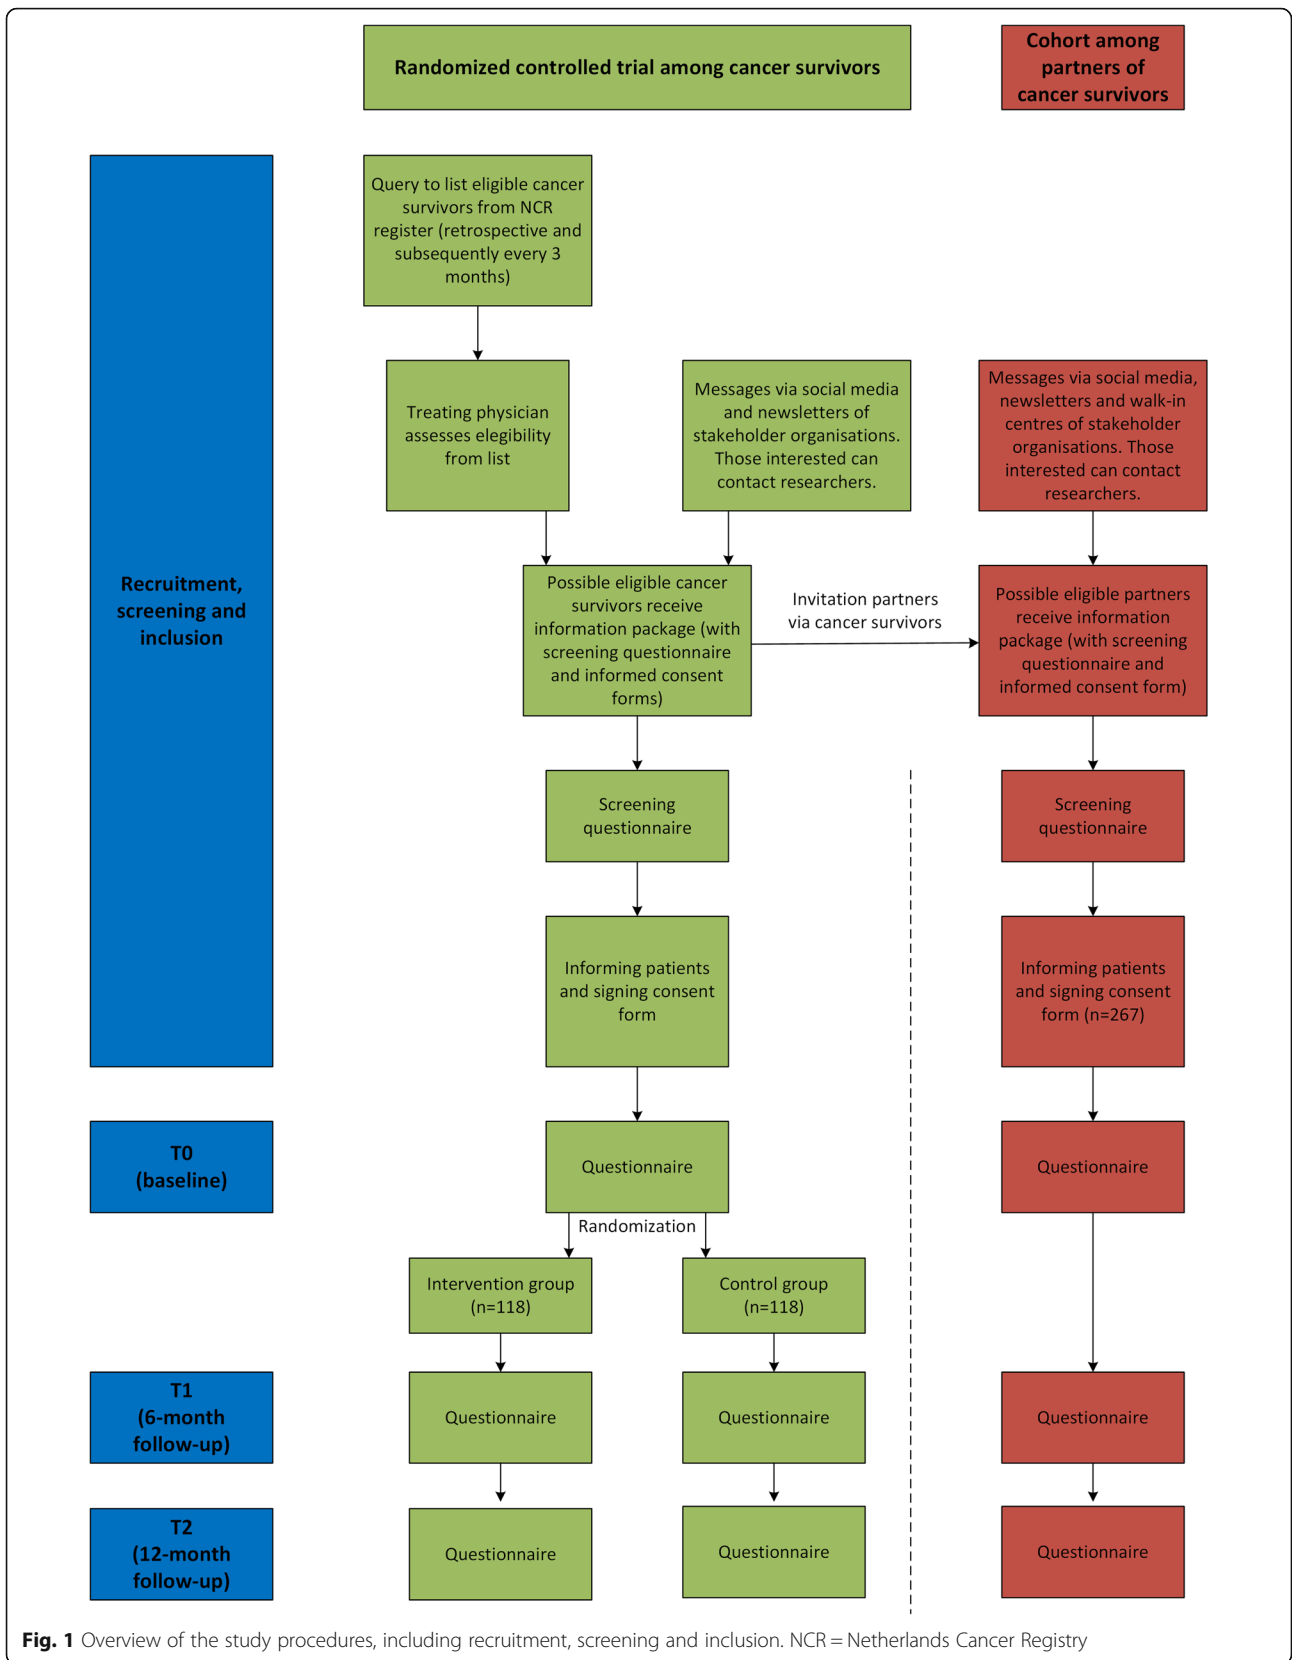 Randomized controlled trial among cancer survivors
Cohort among
partners of
cancer survivors
Recruitment,
screening and
inclusion
Query to list eligible cancer
survivors from NCR
register (retrospective and
subsequently every 3
months)
Treating physician
assesses elegibility
from list
Messages via social media
and newsletters of
stakeholder organisations.
Those interested can
contact researchers.
Messages via social media,
newsletters and walk-in
centres of stakeholder
organisations. Those
interested can contact
researchers.
Possible eligible cancer
survivors receive
information package (with
screening questionnaire
and informed consent
forms)
Invitation partners
via cancer survivors
Possible eligible partners
receive information
package (with screening
questionnaire and
informed consent form)
Screening
questionnaire
Screening
questionnaire
Informing patients
and signing consent
form
Informing patients
and signing consent
form (n=267)
T0
(baseline)
Questionnaire
Questionnaire
Randomization
Intervention group
(n=118)
Control group
(n=118)
T1
(6-month
follow-up)
Questionnaire
Questionnaire
Questionnaire
T2
(12-month
follow-up)
Questionnaire
Questionnaire
Questionnaire
Fig. 1 Overview of the study procedures, including recruitment, screening and inclusion. NCR = Netherlands Cancer Registry